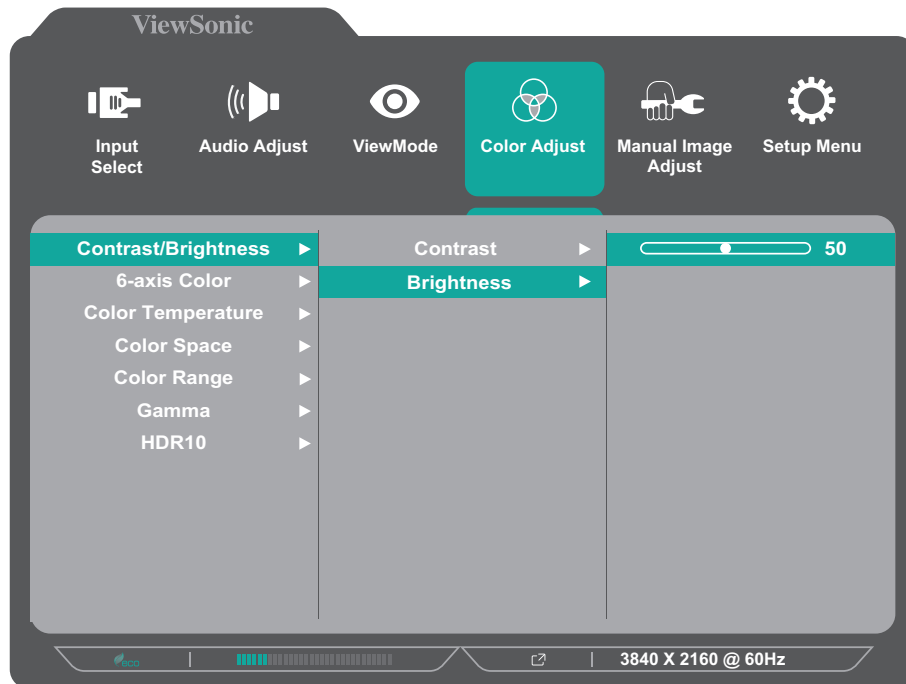 ViewSonic
Input Select
Audio Adjust
ViewMode
Color Adjust
Manual Image Adjust
Setup Menu
Contrast/Brightness
Contrast
50
6-axis Color
Brightness
Color Temperature
Color Space
Color Range
Gamma
HDR10
eco
3840 X 2160 @ 60Hz